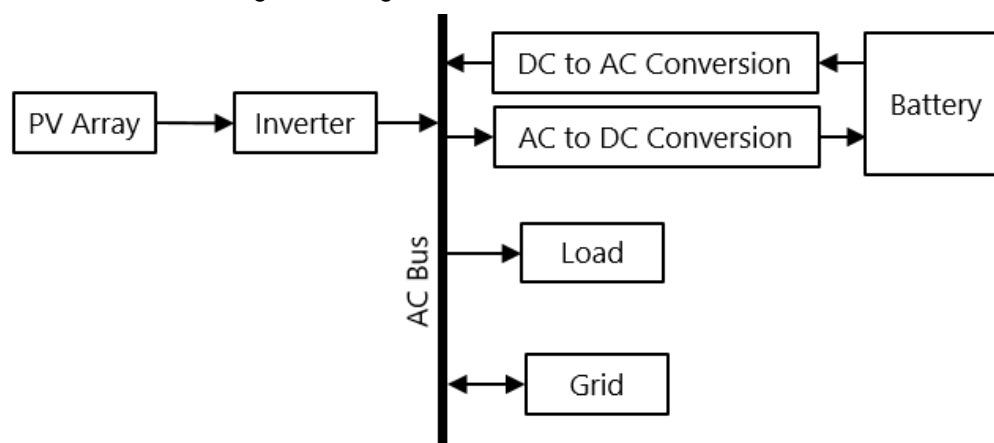 DC to AC Conversion
Battery
PV Array
Inverter
AC to DC Conversion
AC Bus
Load
Grid